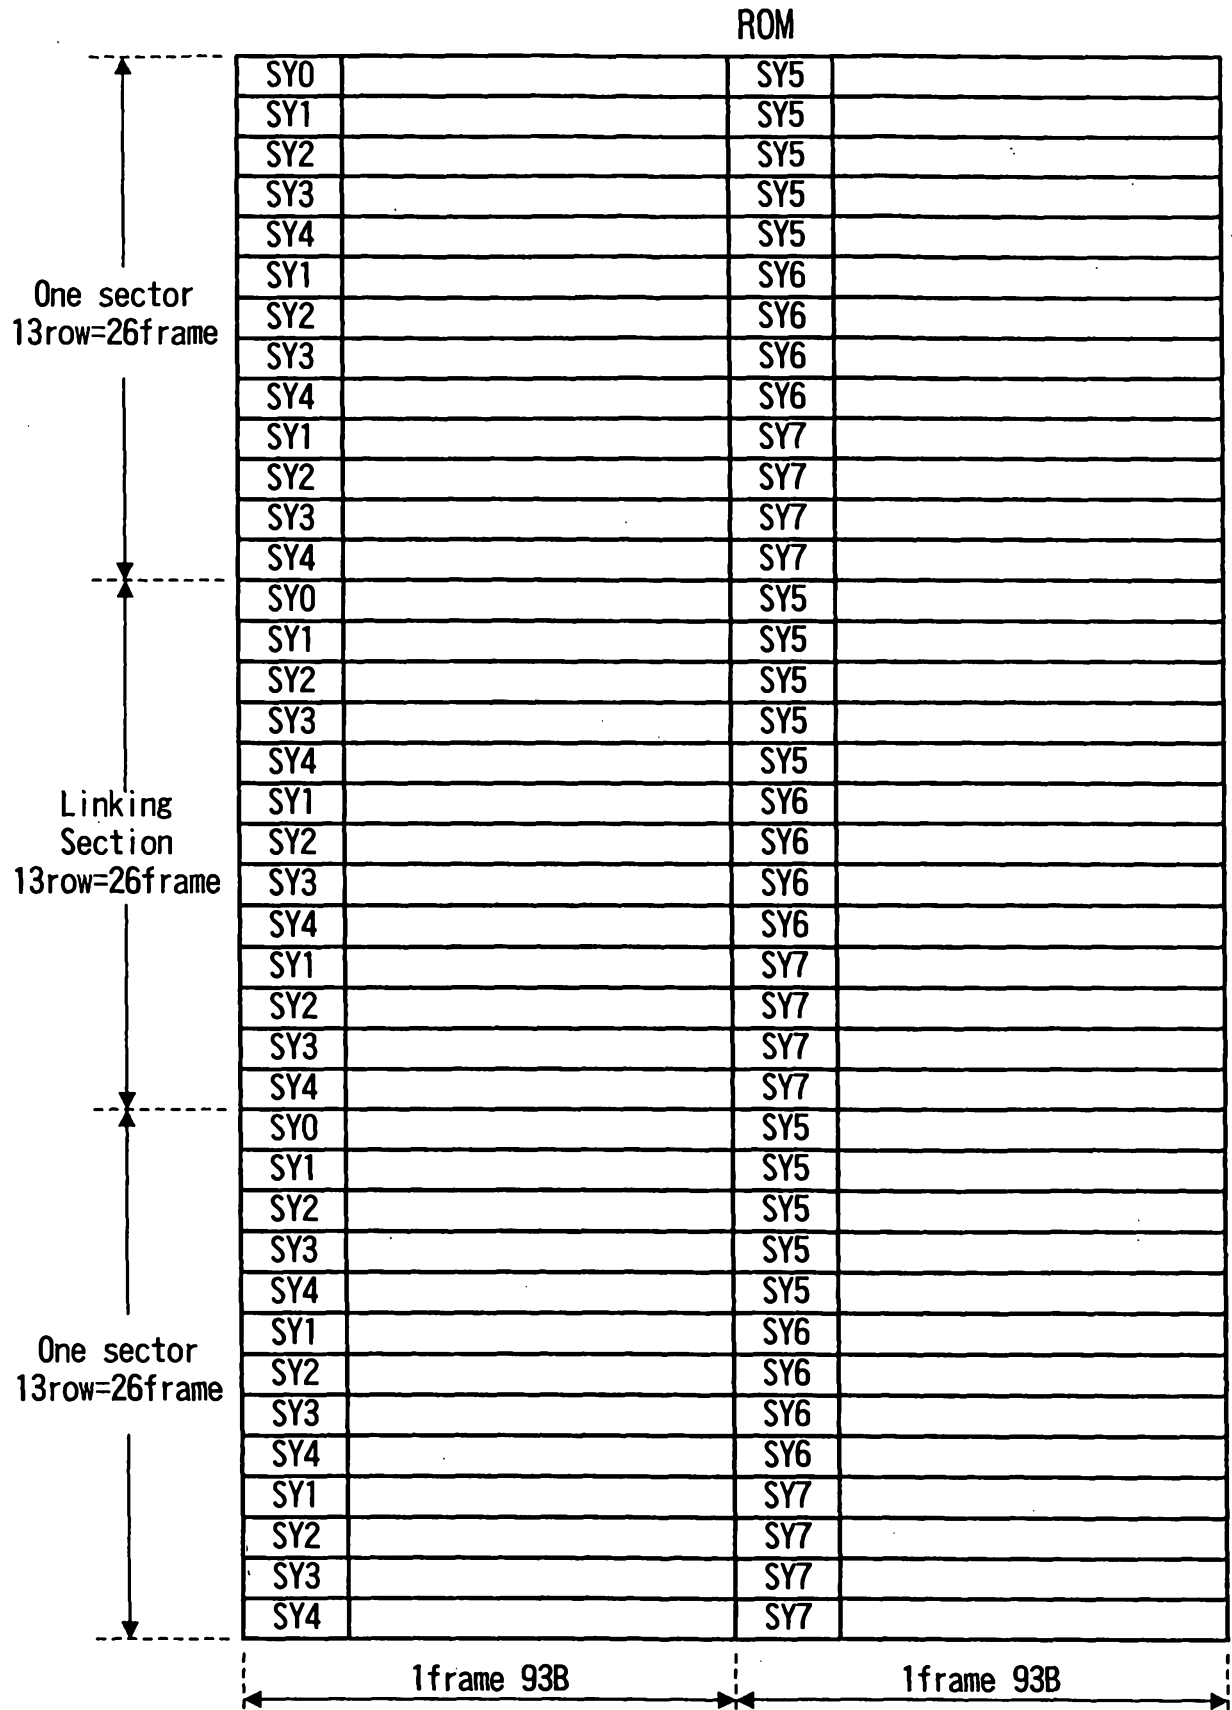 ROM
SY0 SY5
SY1 SY5
SY2 SY5
SY3 SY5
SY4 SY5
SY1 SY6
One sector
SY2 SY6
13row=26frame
SY3 SY6
SY4 SY6
SY1 SY7
SY2 SY7
SY3 SY7
SY4 SY7
SY0 SY5
SY1 SY5
SY2 SY5
SY3 SY5
SY4 SY5
SY1 SY6
Linking
SY2 SY6
Section
SY3 SY6
13row=26frame
SY4 SY6
SY1 SY7
SY2 SY7
SY3 SY7
SY4 SY7
SY0 SY5
SY1 SY5
SY2 SY5
SY3 SY5
SY4 SY5
SY1 SY6
One sector
SY2 SY6
13row=26frame
SY3 SY6
SY4 SY6
SY1 SY7
SY2 SY7
SY3 SY7
SY4 SY7
1frame 93B 1frame 93B